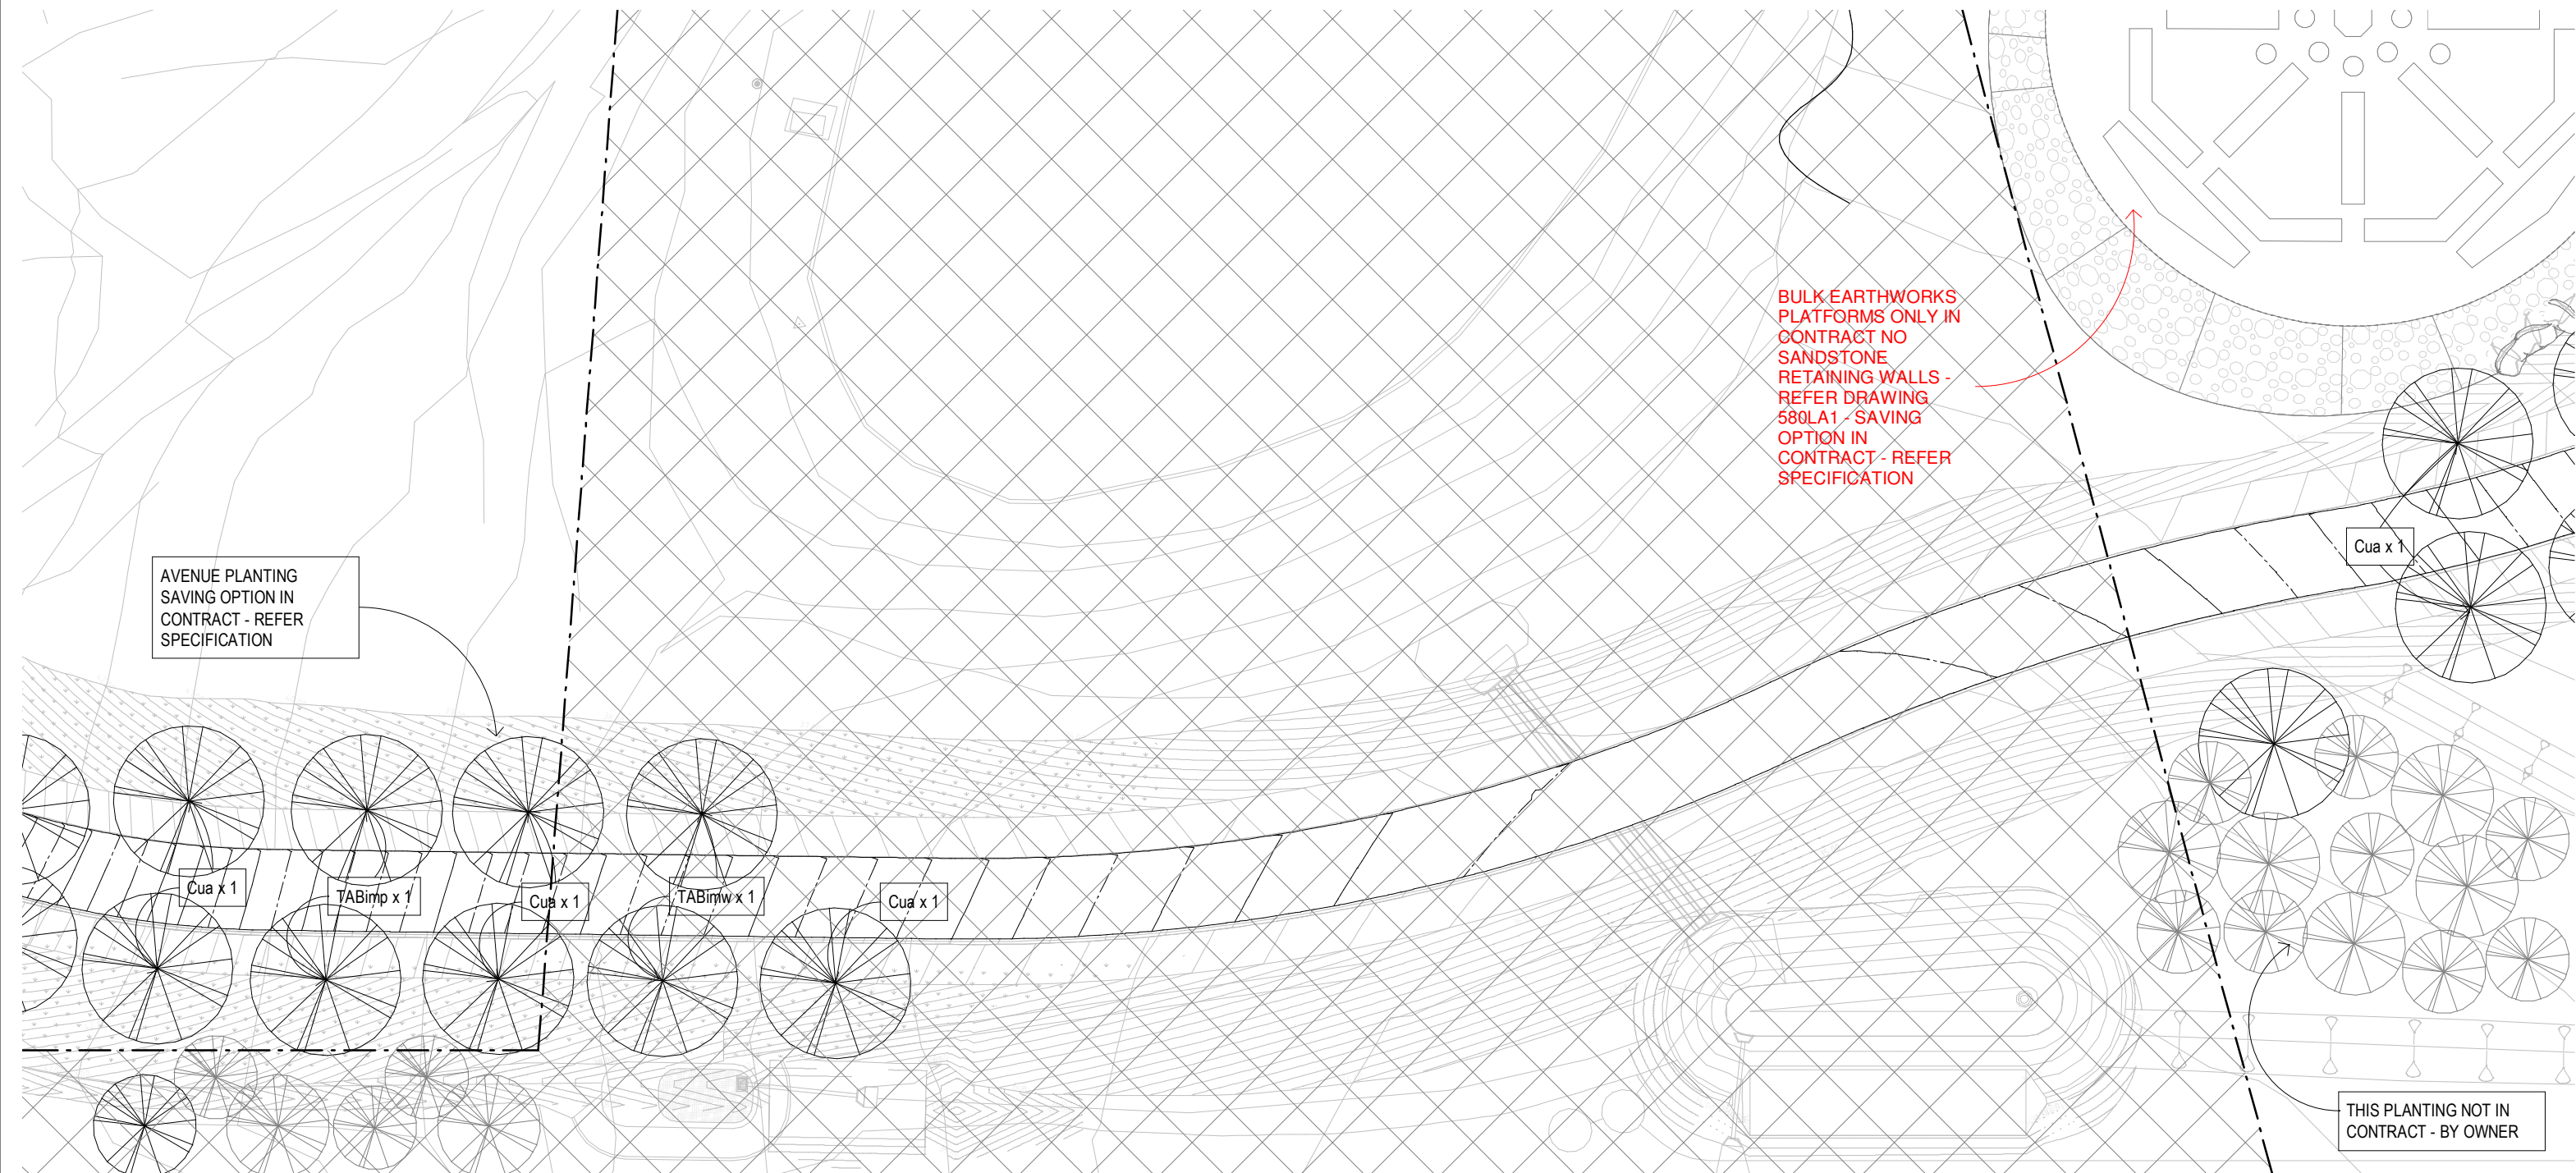 BULK EARTHWORKS
PLATFORMS ONLY IN
CONTRACT NO
SANDSTONE
RETAINING WALLS -
REFER DRAWING
580LA1 - SAVING
OPTION IN
CONTRACT - REFER
SPECIFICATION
Cua x 1
AVENUE PLANTING
SAVING OPTION IN
CONTRACT - REFER
SPECIFICATION
Cua x 1
TABimp x 1
Cua x 1
TABimw x 1
Cua x 1
THIS PLANTING NOT IN
CONTRACT - BY OWNER